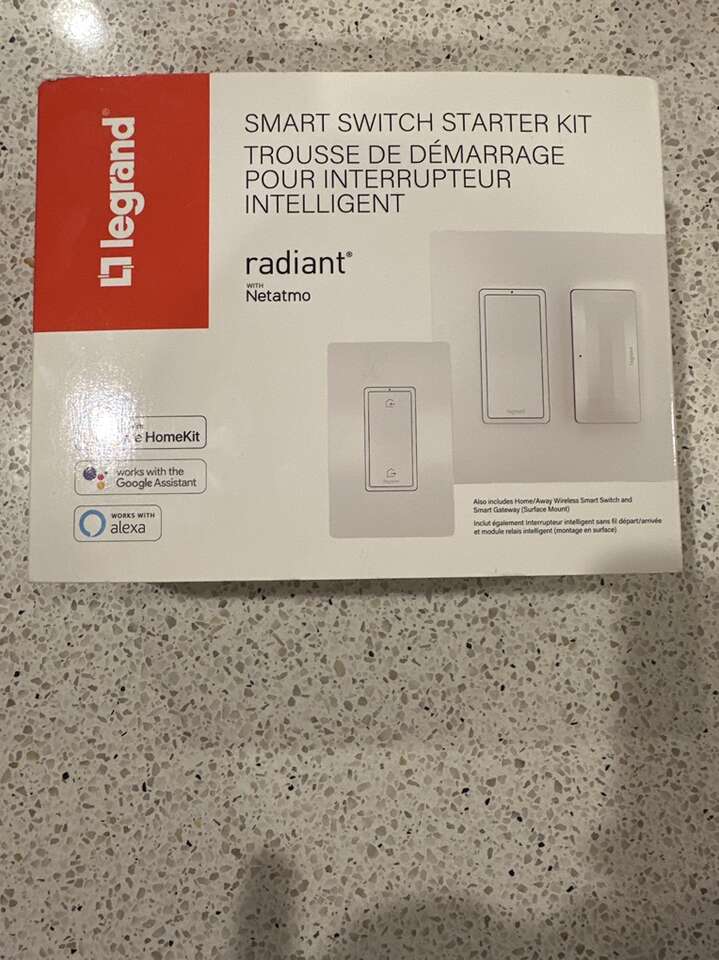 legrand®
SMART SWITCH STARTER KIT
TROUSSE DE DÉMARRAGE
POUR INTERRUPTEUR
INTELLIGENT
radiant®
WITH
Netatmo
HomeKit
works with the
Google Assistant
WORKS WITH
alexa
legrand
legrand
Also includes Home/Away Wireless Smart Switch and
Smart Gateway (Surface Mount)
Inclut également Interrupteur intelligent sans fil départ/arrivée
et module relais intelligent (montage en surface)